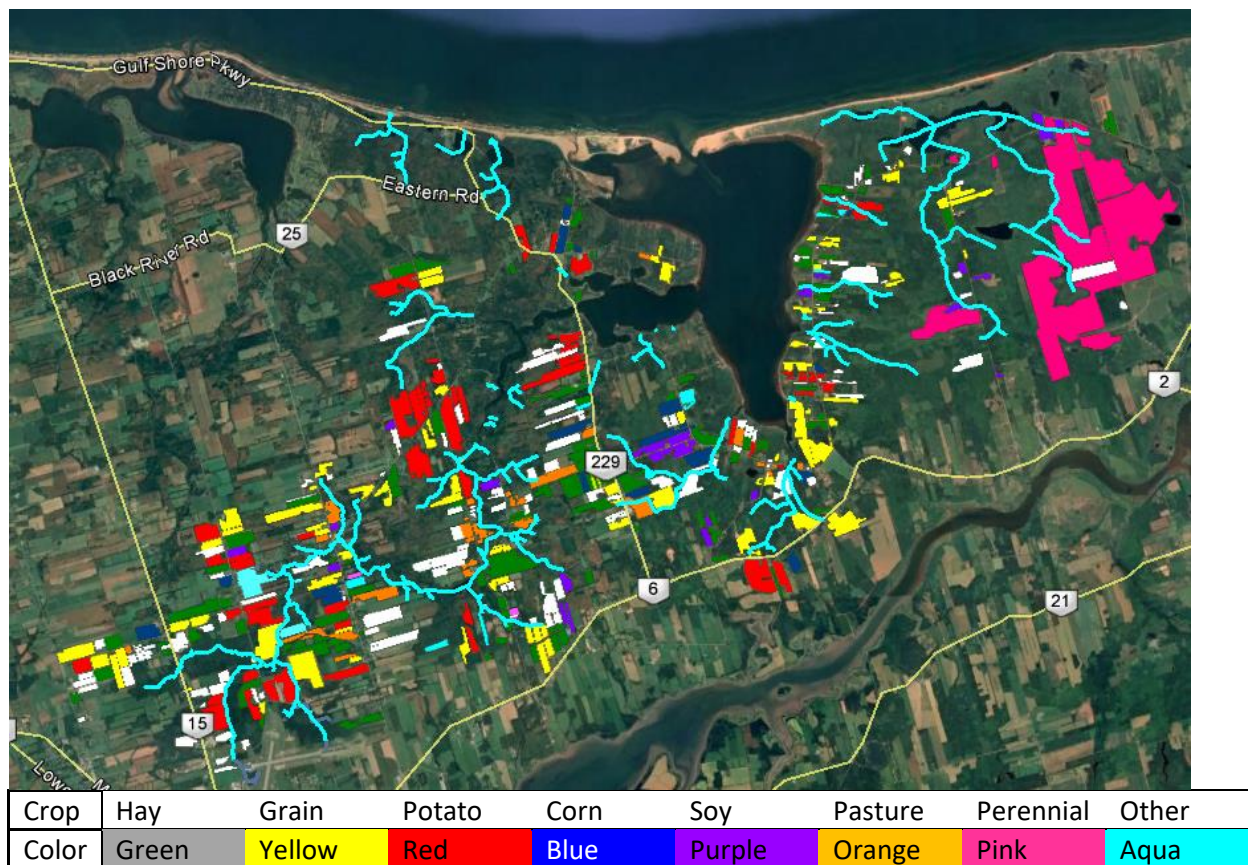 Gulf Shore Pkwy
Eastern Rd
25
Black River Rd
2
229
6
21
15
Crop Hay Grain Potato Corn Soy Pasture Perennial Other
Color Green Yellow Red Blue Purple Orange Pink Aqua